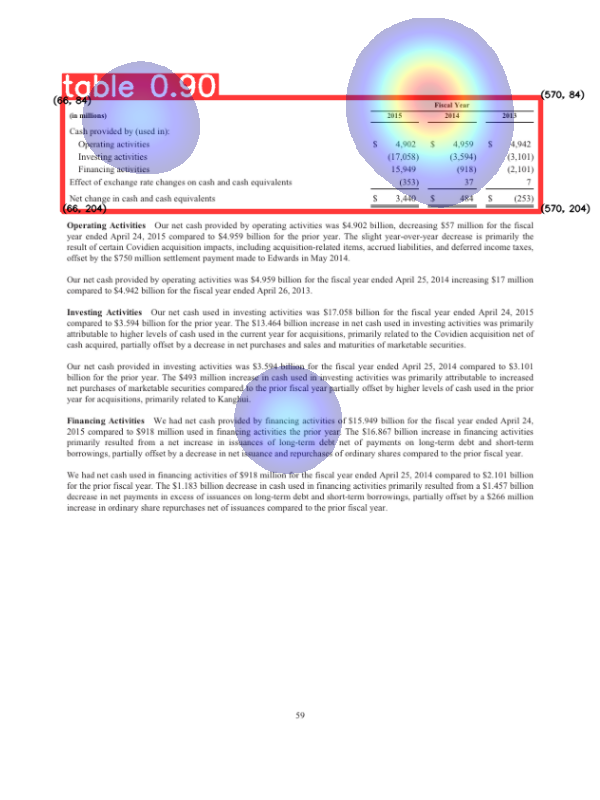 table 0.90
(66, 84) (570, 84)
Fiscal Year
(in millions) 2015 2014 2013
Cash provided by (used in):
Operating activities $ 4,902 $ 4,959 $ 4,942
Investing activities (17,058) (3,594) (3,101)
Financing activities 15,949 (918) (2,101)
Effect of exchange rate changes on cash and cash equivalents (353) 37 7
Net change in cash and cash equivalents $ 3,440 $ 484 $ (253)
(66, 204) (570, 204)
Operating Activities Our net cash provided by operating activities was $4.902 billion, decreasing $57 million for the fiscal
year ended April 24, 2015 compared to $4.959 billion for the prior year. The slight year-over-year decrease is primarily the
result of certain Covidien acquisition impacts, including acquisition-related items, accrued liabilities, and deferred income taxes,
offset by the $750 million settlement payment made to Edwards in May 2014.
Our net cash provided by operating activities was $4.959 billion for the fiscal year ended April 25, 2014 increasing $17 million
compared to $4.942 billion for the fiscal year ended April 26, 2013.
Investing Activities Our net cash used in investing activities was $17.058 billion for the fiscal year ended April 24, 2015
compared to $3.594 billion for the prior year. The $13.464 billion increase in net cash used in investing activities was primarily
attributable to higher levels of cash used in the current year for acquisitions, primarily related to the Covidien acquisition net of
cash acquired, partially offset by a decrease in net purchases and sales and maturities of marketable securities.
Our net cash provided in investing activities was $3.594 billion for the fiscal year ended April 25, 2014 compared to $3.101
billion for the prior year. The $493 million increase in cash used in investing activities was primarily attributable to increased
net purchases of marketable securities compared to the prior fiscal year partially offset by higher levels of cash used in the prior
year for acquisitions, primarily related to Kanghui.
Financing Activities We had net cash provided by financing activities of $15.949 billion for the fiscal year ended April 24,
2015 compared to $918 million used in financing activities the prior year. The $16.867 billion increase in financing activities
primarily resulted from a net increase in issuances of long-term debt net of payments on long-term debt and short-term
borrowings, partially offset by a decrease in net issuance and repurchases of ordinary shares compared to the prior fiscal year.
We had net cash used in financing activities of $918 million for the fiscal year ended April 25, 2014 compared to $2.101 billion
for the prior fiscal year. The $1.183 billion decrease in cash used in financing activities primarily resulted from a $1.457 billion
decrease in net payments in excess of issuances on long-term debt and short-term borrowings, partially offset by a $266 million
increase in ordinary share repurchases net of issuances compared to the prior fiscal year.
59